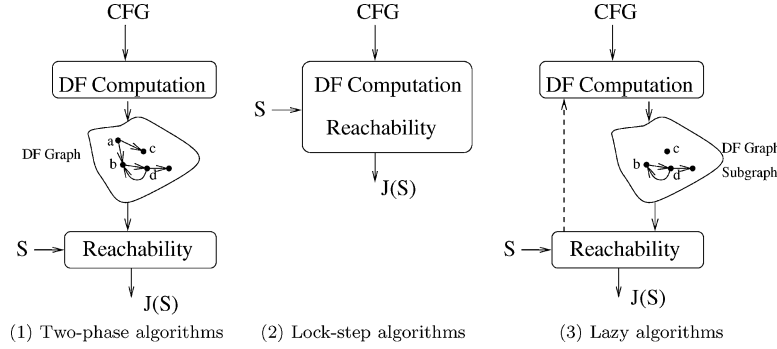 CFG
DF Computation
DF Graph
a
c
b
d
S
Reachability
J(S)
(1) Two-phase algorithms
CFG
S
DF Computation
Reachability
J(S)
(2) Lock-step algorithms
CFG
DF Computation
c
b
d
DF Graph
Subgraph
S
Reachability
J(S)
(3) Lazy algorithms